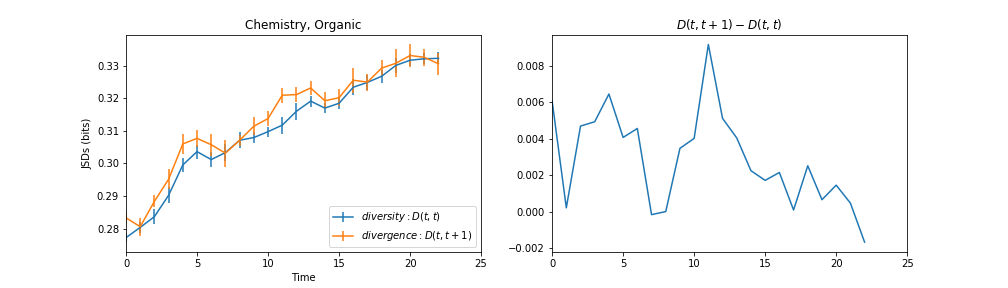 Chemistry, Organic
JSDs (bits)
0.33
0.32
0.31
0.30
0.29
0.28
0 5 10 15 20 25
Time
diversity: D(t, t)
divergence: D(t, t + 1)
D(t, t + 1) − D(t, t)
0.008
0.006
0.004
0.002
0.000
−0.002
0 5 10 15 20 25